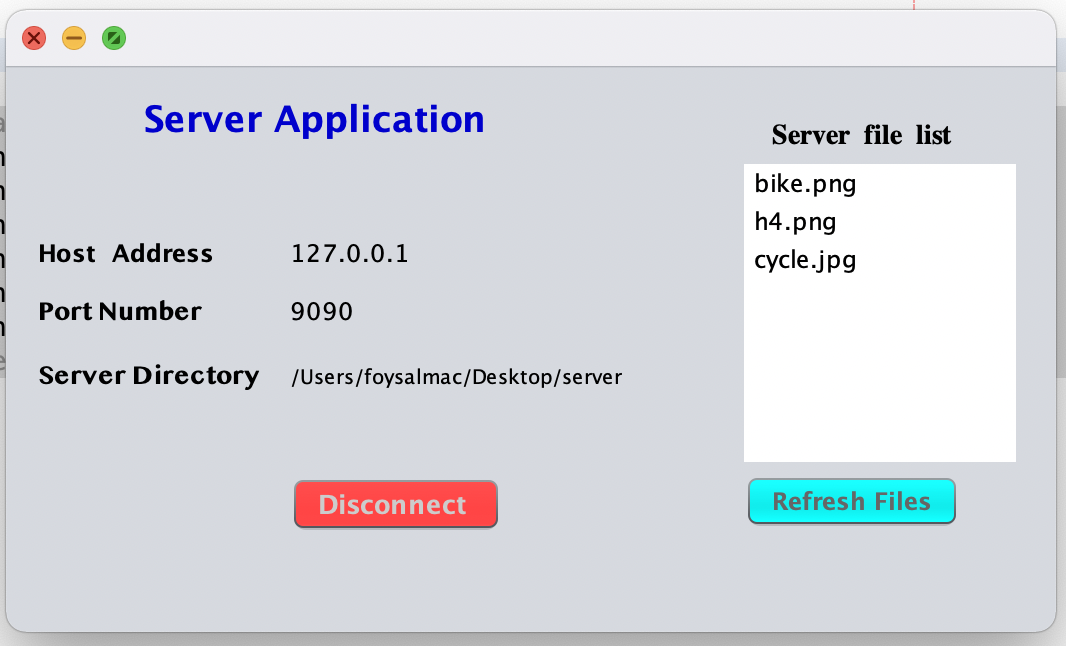 Server Application
Host Address 127.0.0.1
Port Number 9090
Server Directory /Users/foysalmac/Desktop/server
Disconnect
Server file list
bike.png
h4.png
cycle.jpg
Refresh Files